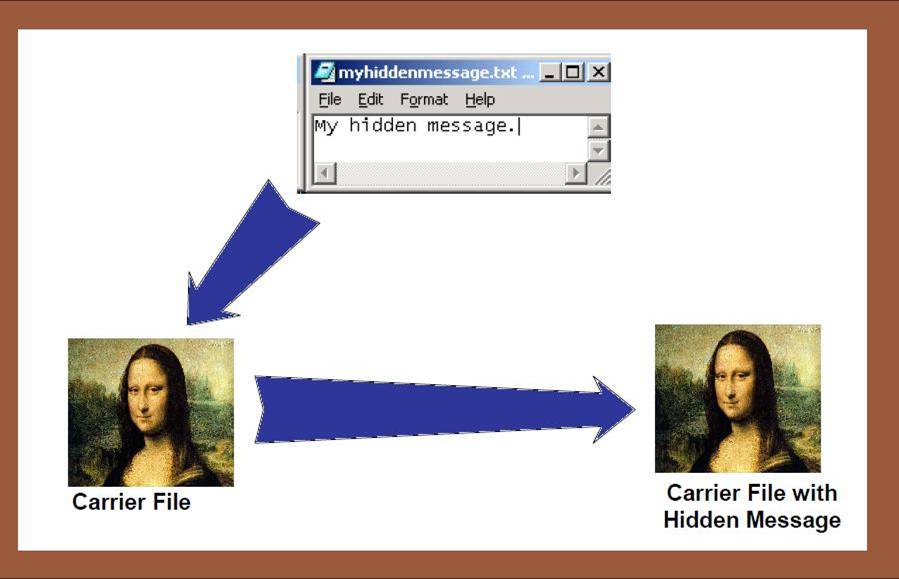 myhiddenmessage.txt ...
File Edit Format Help
My hidden message.
Carrier File
Carrier File with
Hidden Message